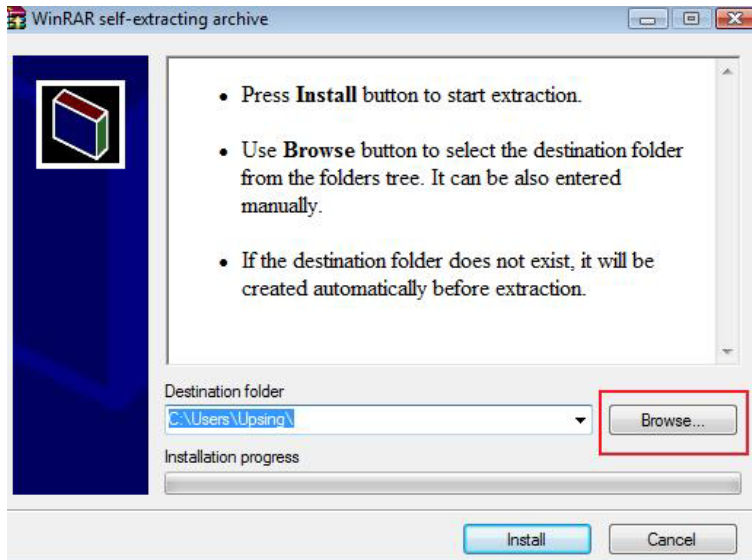 WinRAR self-extracting archive
• Press Install button to start extraction.
• Use Browse button to select the destination folder
from the folders tree. It can be also entered
manually.
• If the destination folder does not exist, it will be
created automatically before extraction.
Destination folder
C:\Users\Upsing\
Browse...
Installation progress
Install
Cancel